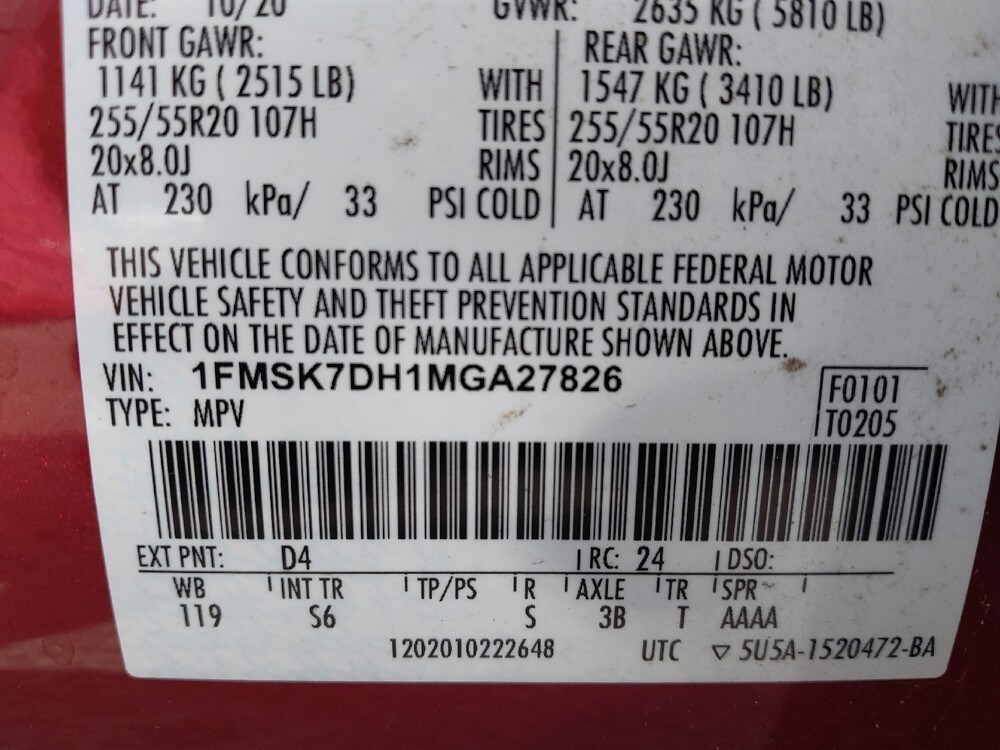 DATE: 10/20 GVWR: 2635 KG ( 5810 LB)
FRONT GAWR: REAR GAWR:
1141 KG ( 2515 LB) WITH 1547 KG ( 3410 LB) WITH
255/55R20 107H TIRES 255/55R20 107H TIRES
20x8.0J RIMS 20x8.0J RIMS
AT 230 kPa/ 33 PSI COLD AT 230 kPa/ 33 PSI COLD
THIS VEHICLE CONFORMS TO ALL APPLICABLE FEDERAL MOTOR
VEHICLE SAFETY AND THEFT PREVENTION STANDARDS IN
EFFECT ON THE DATE OF MANUFACTURE SHOWN ABOVE.
VIN: 1FMSK7DH1MGA27826 F0101
TYPE: MPV T0205
EXT PNT: D4 RC: 24 DSO:
WB INT TR TP/PS R AXLE TR SPR
119 S6 S 3B T AAAA
1202010222648 UTC ▽ 5U5A-1520472-BA